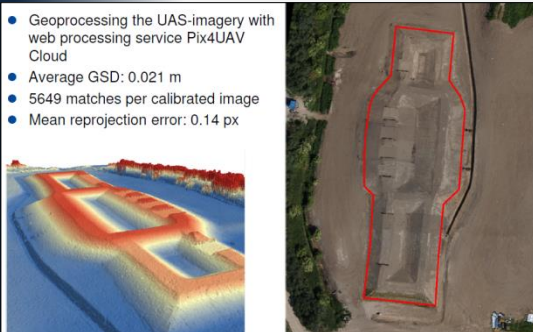 Geoprocessing the UAS-imagery with
web processing service Pix4UAV
Cloud
Average GSD: 0.021 m
5649 matches per calibrated image
Mean reprojection error: 0.14 px